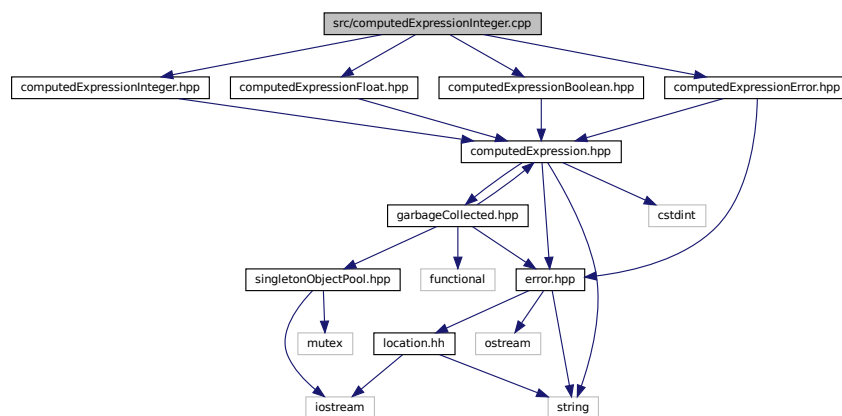 src/computedExpressionInteger.cpp
computedExpressionInteger.hpp
computedExpressionFloat.hpp
computedExpressionBoolean.hpp
computedExpressionError.hpp
computedExpression.hpp
garbageCollected.hpp
cstdint
singletonObjectPool.hpp
functional
error.hpp
mutex
location.hh
ostream
iostream
string